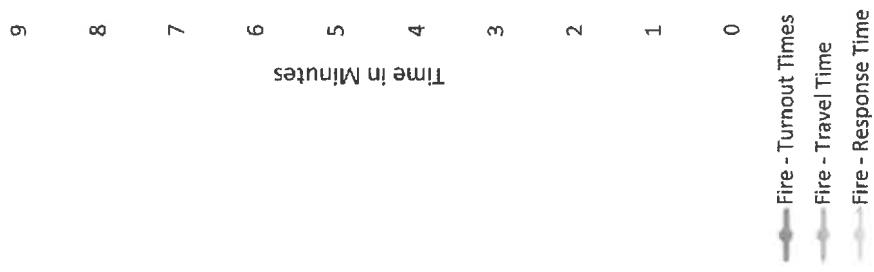 9
8
7
6
5
4
3
2
1
0
Time in Minutes
Fire - Turnout Times
Fire - Travel Time
Fire - Response Time